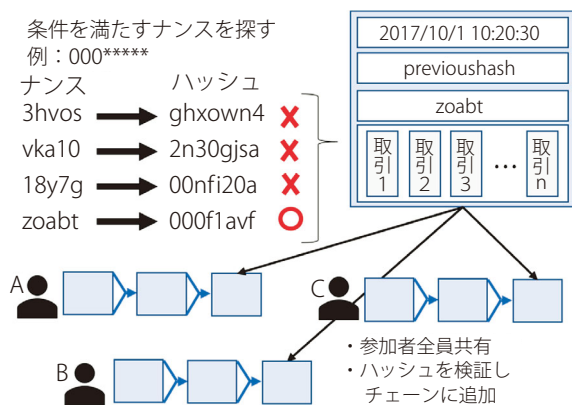 条件を満たすナンスを探す
例：000*****
ナンス ハッシュ
3hvos ghxown4
vka10 2n30gjsa
18y7g 00nfi20a
zoabt 000f1avf
2017/10/1 10:20:30
previoushash
zoabt
取引1 取引2 取引3 … 取引n
A
C
B
・参加者全員共有
・ハッシュを検証し
チェーンに追加